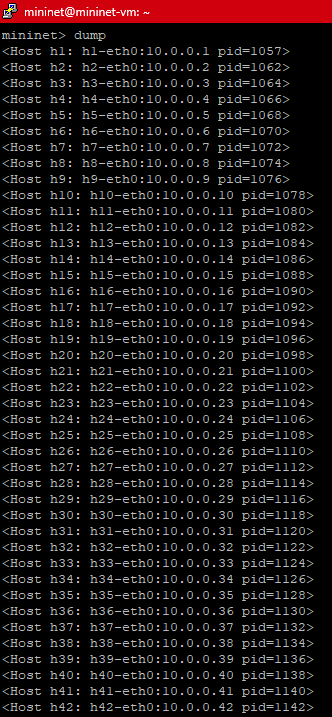 mininet@mininet-vm: ~
mininet> dump
<Host h1: h1-eth0:10.0.0.1 pid=1057>
<Host h2: h2-eth0:10.0.0.2 pid=1062>
<Host h3: h3-eth0:10.0.0.3 pid=1064>
<Host h4: h4-eth0:10.0.0.4 pid=1066>
<Host h5: h5-eth0:10.0.0.5 pid=1068>
<Host h6: h6-eth0:10.0.0.6 pid=1070>
<Host h7: h7-eth0:10.0.0.7 pid=1072>
<Host h8: h8-eth0:10.0.0.8 pid=1074>
<Host h9: h9-eth0:10.0.0.9 pid=1076>
<Host h10: h10-eth0:10.0.0.10 pid=1078>
<Host h11: h11-eth0:10.0.0.11 pid=1080>
<Host h12: h12-eth0:10.0.0.12 pid=1082>
<Host h13: h13-eth0:10.0.0.13 pid=1084>
<Host h14: h14-eth0:10.0.0.14 pid=1086>
<Host h15: h15-eth0:10.0.0.15 pid=1088>
<Host h16: h16-eth0:10.0.0.16 pid=1090>
<Host h17: h17-eth0:10.0.0.17 pid=1092>
<Host h18: h18-eth0:10.0.0.18 pid=1094>
<Host h19: h19-eth0:10.0.0.19 pid=1096>
<Host h20: h20-eth0:10.0.0.20 pid=1098>
<Host h21: h21-eth0:10.0.0.21 pid=1100>
<Host h22: h22-eth0:10.0.0.22 pid=1102>
<Host h23: h23-eth0:10.0.0.23 pid=1104>
<Host h24: h24-eth0:10.0.0.24 pid=1106>
<Host h25: h25-eth0:10.0.0.25 pid=1108>
<Host h26: h26-eth0:10.0.0.26 pid=1110>
<Host h27: h27-eth0:10.0.0.27 pid=1112>
<Host h28: h28-eth0:10.0.0.28 pid=1114>
<Host h29: h29-eth0:10.0.0.29 pid=1116>
<Host h30: h30-eth0:10.0.0.30 pid=1118>
<Host h31: h31-eth0:10.0.0.31 pid=1120>
<Host h32: h32-eth0:10.0.0.32 pid=1122>
<Host h33: h33-eth0:10.0.0.33 pid=1124>
<Host h34: h34-eth0:10.0.0.34 pid=1126>
<Host h35: h35-eth0:10.0.0.35 pid=1128>
<Host h36: h36-eth0:10.0.0.36 pid=1130>
<Host h37: h37-eth0:10.0.0.37 pid=1132>
<Host h38: h38-eth0:10.0.0.38 pid=1134>
<Host h39: h39-eth0:10.0.0.39 pid=1136>
<Host h40: h40-eth0:10.0.0.40 pid=1138>
<Host h41: h41-eth0:10.0.0.41 pid=1140>
<Host h42: h42-eth0:10.0.0.42 pid=1142>